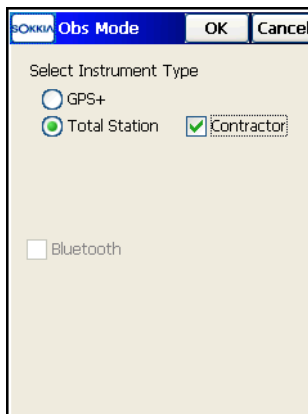 SOKKIA Obs Mode OK Cancel
Select Instrument Type
GPS+
Total Station Contractor
Bluetooth